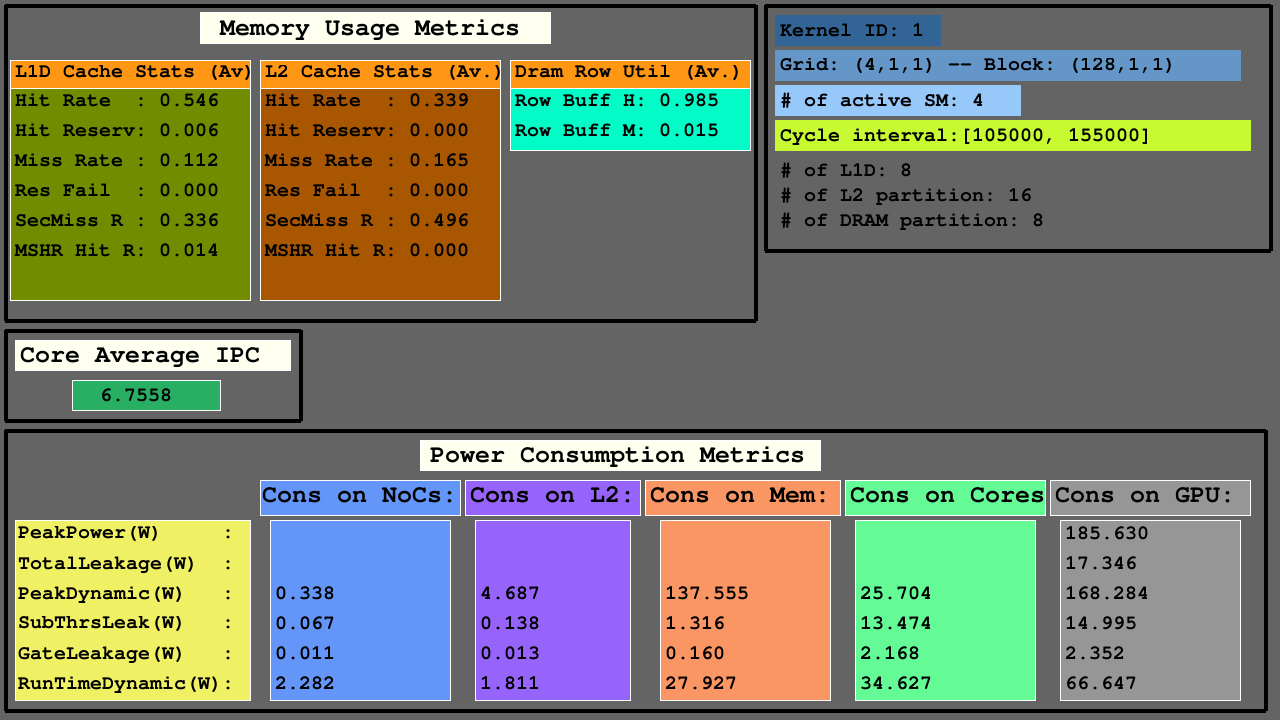 Memory Usage Metrics
L1D Cache Stats (Av) L2 Cache Stats (Av.) Dram Row Util (Av.)
Hit Rate : 0.546 Hit Rate : 0.339 Row Buff H: 0.985
Hit Reserv: 0.006 Hit Reserv: 0.000 Row Buff M: 0.015
Miss Rate : 0.112 Miss Rate : 0.165
Res Fail : 0.000 Res Fail : 0.000
SecMiss R : 0.336 SecMiss R : 0.496
MSHR Hit R: 0.014 MSHR Hit R: 0.000
Kernel ID: 1
Grid: (4,1,1) -- Block: (128,1,1)
# of active SM: 4
Cycle interval:[105000, 155000]
# of L1D: 8
# of L2 partition: 16
# of DRAM partition: 8
Core Average IPC
6.7558
Power Consumption Metrics
Cons on NoCs: Cons on L2: Cons on Mem: Cons on Cores Cons on GPU:
PeakPower(W) : 185.630
TotalLeakage(W) : 17.346
PeakDynamic(W) : 0.338 4.687 137.555 25.704 168.284
SubThrsLeak(W) : 0.067 0.138 1.316 13.474 14.995
GateLeakage(W) : 0.011 0.013 0.160 2.168 2.352
RunTimeDynamic(W): 2.282 1.811 27.927 34.627 66.647